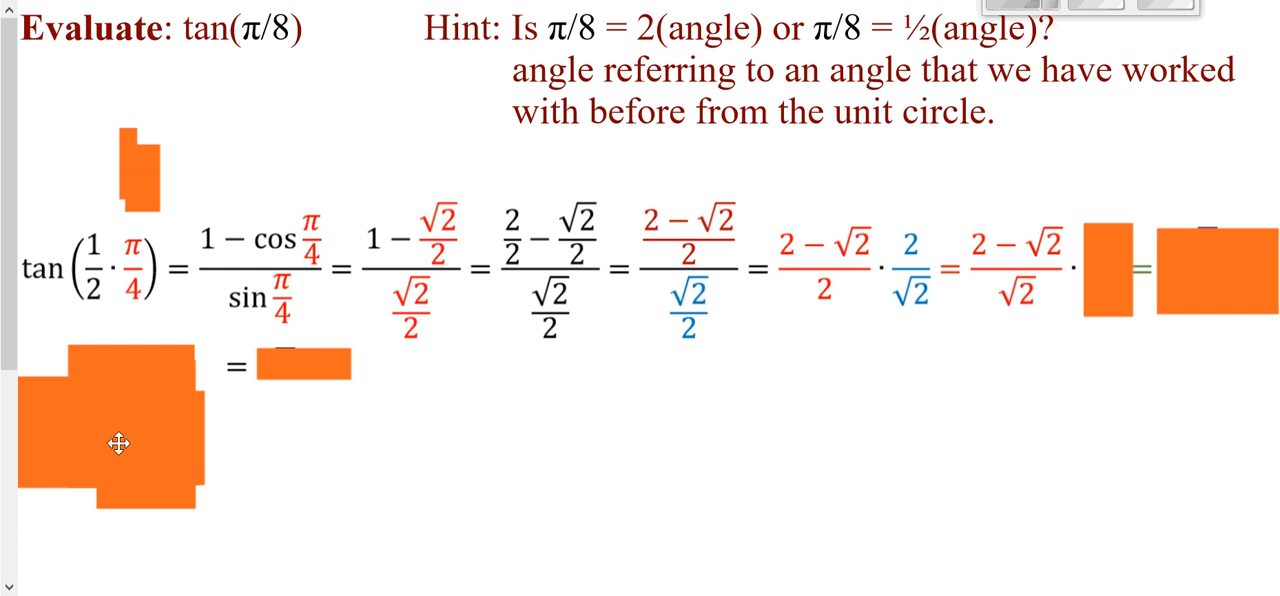 Evaluate: tan(π/8) Hint: Is π/8 = 2(angle) or π/8 = ½(angle)?
angle referring to an angle that we have worked
with before from the unit circle.
tan(1/2 · π/4) = (1 − cos π/4)/(sin π/4) = (1 − √2/2)/(√2/2) = (2/2 − √2/2)/(√2/2) = ((2 − √2)/2)/(√2/2) = (2 − √2)/2 · 2/√2 = (2 − √2)/√2 · =
=